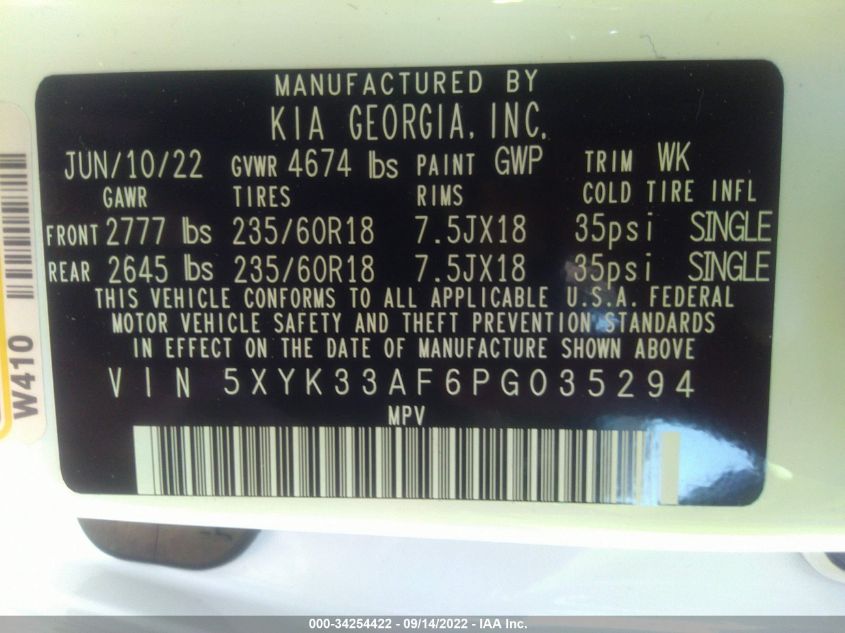 MANUFACTURED BY
KIA GEORGIA, INC.
JUN/10/22 GVWR 4674 lbs PAINT GWP TRIM WK
GAWR TIRES RIMS COLD TIRE INFL
FRONT 2777 lbs 235/60R18 7.5JX18 35psi SINGLE
REAR 2645 lbs 235/60R18 7.5JX18 35psi SINGLE
THIS VEHICLE CONFORMS TO ALL APPLICABLE U.S.A. FEDERAL
MOTOR VEHICLE SAFETY AND THEFT PREVENTION STANDARDS
IN EFFECT ON THE DATE OF MANUFACTURE SHOWN ABOVE
VIN 5XYK33AF6PG035294
MPV
W410
000-34254422 - 09/14/2022 - IAA Inc.